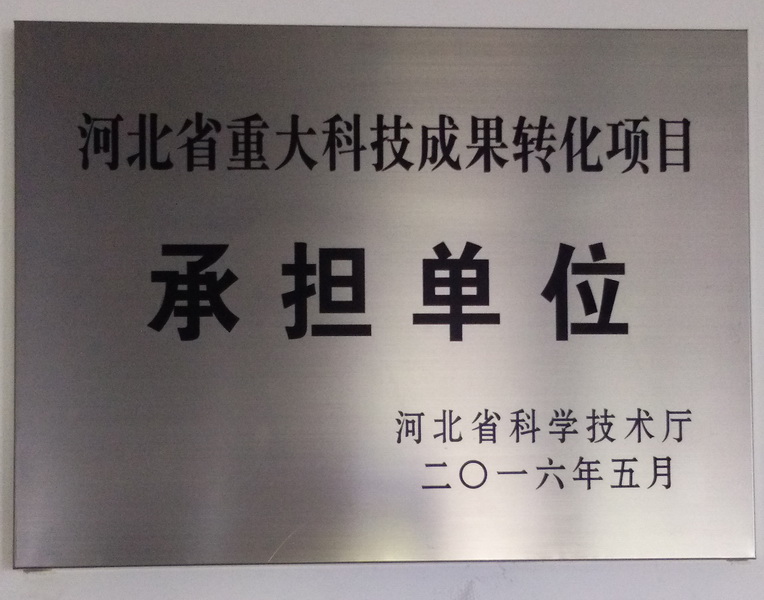 河北省重大科技成果转化项目
承担单位
河北省科学技术厅
二〇一六年五月